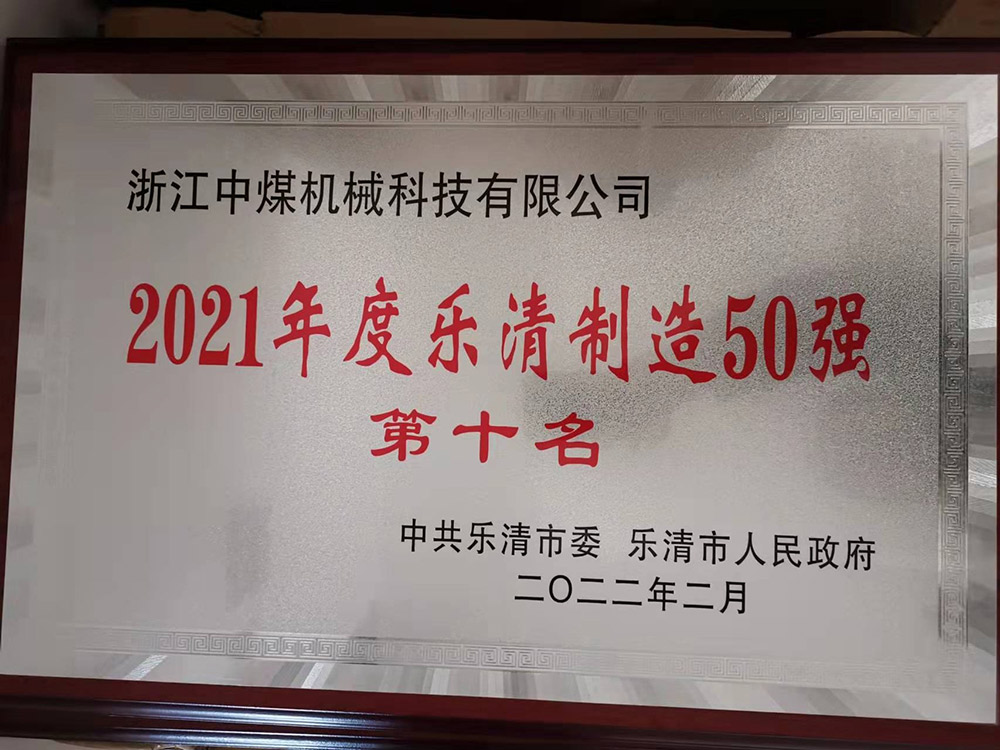 浙江中煤机械科技有限公司
2021年度乐清制造50强
第十名
中共乐清市委 乐清市人民政府
二〇二二年二月